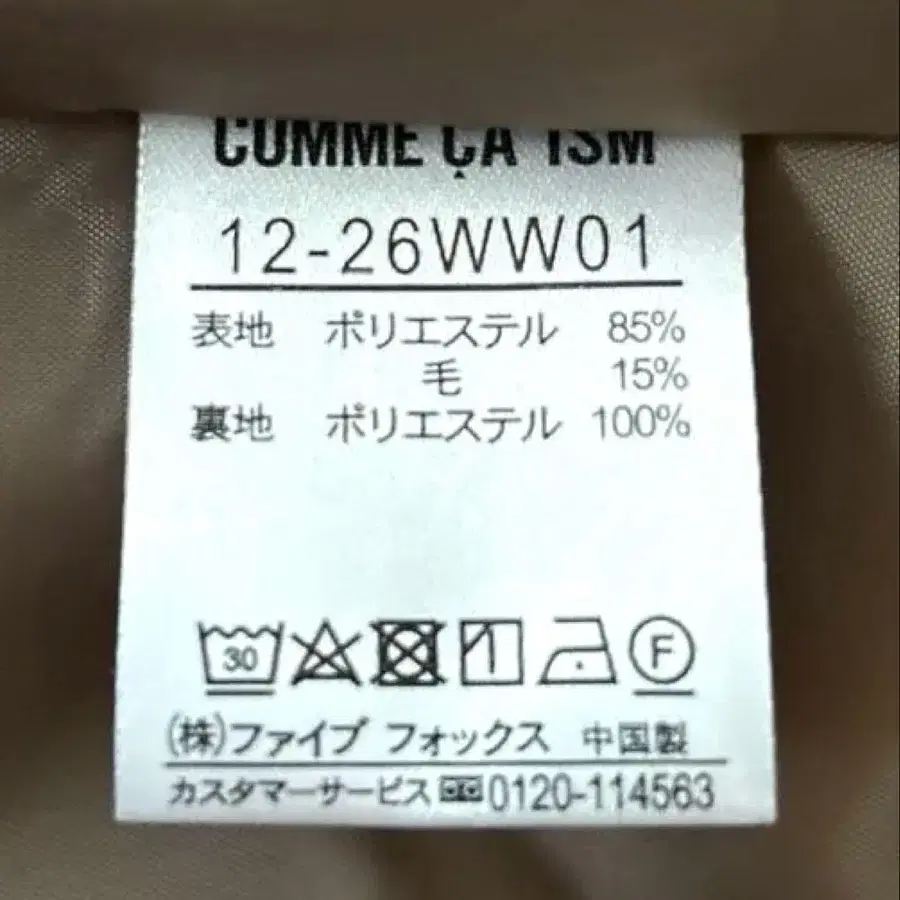 COMME ÇA ISM
12-26WW01
表地 ポリエステル 85%
毛 15%
裏地 ポリエステル 100%
30 F
(株)ファイブ フォックス 中国製
カスタマーサービス 0120-114563